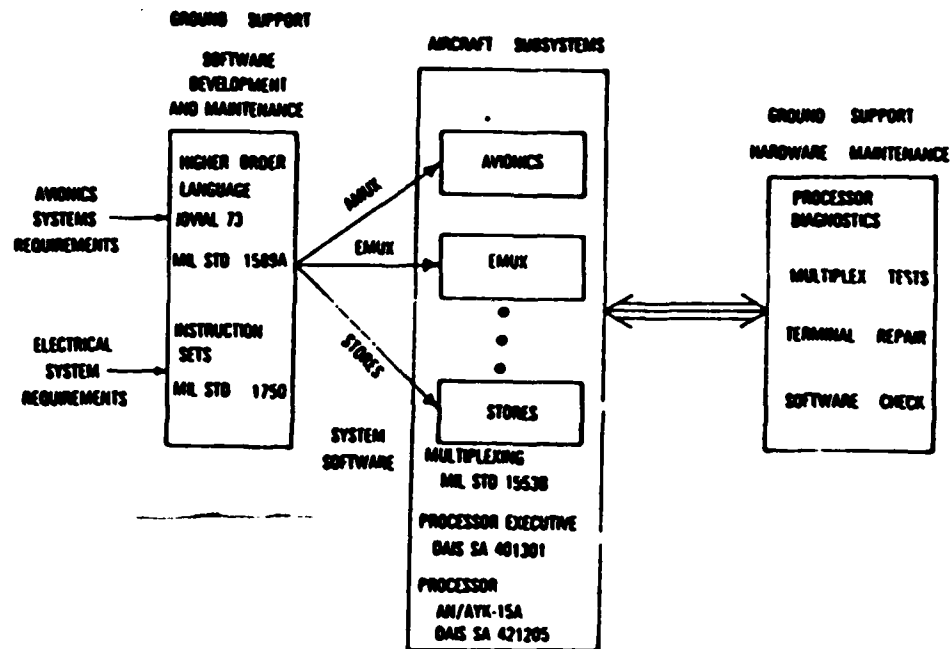 GROUND SUPPORT
SOFTWARE
DEVELOPMENT
AND MAINTENANCE
HIGHER ORDER
LANGUAGE
JOVIAL 73
MIL STD 1589A
INSTRUCTION
SETS
MIL STD 1750
AVIONICS
SYSTEMS
REQUIREMENTS
ELECTRICAL
SYSTEM
REQUIREMENTS
AMUX
EMUX
STORES
SYSTEM
SOFTWARE
AIRCRAFT SUBSYSTEMS
AVIONICS
EMUX
STORES
MULTIPLEXING
MIL STD 1553B
PROCESSOR EXECUTIVE
DAIS SA 401301
PROCESSOR
AN/AYK-15A
DAIS SA 421205
GROUND SUPPORT
HARDWARE MAINTENANCE
PROCESSOR
DIAGNOSTICS
MULTIPLEX TESTS
TERMINAL REPAIR
SOFTWARE CHECK